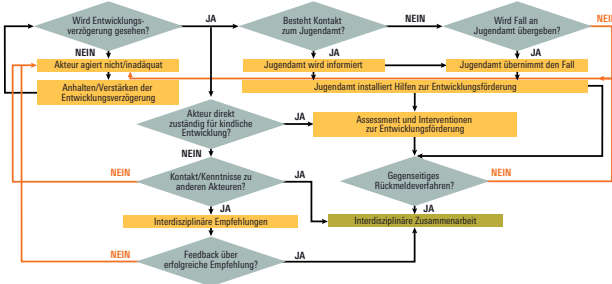 Wird Entwicklungs-
verzögerung gesehen?
JA
Besteht Kontakt
zum Jugendamt?
NEIN
Wird Fall an
Jugendamt übergeben?
NEIN
NEIN
JA
JA
Akteur agiert nicht/inadäquat
Jugendamt wird informiert
Jugendamt übernimmt den Fall
Anhalten/Verstärken der
Entwicklungsverzögerung
Jugendamt installiert Hilfen zur Entwicklungsförderung
Akteur direkt
zuständig für kindliche
Entwicklung?
JA
Assessment und Interventionen
zur Entwicklungsförderung
NEIN
NEIN
Kontakt/Kenntnisse zu
anderen Akteuren?
JA
Gegenseitiges
Rückmeldeverfahren?
NEIN
JA
JA
Interdisziplinäre Empfehlungen
Interdisziplinäre Zusammenarbeit
NEIN
Feedback über
erfolgreiche Empfehlung?
JA